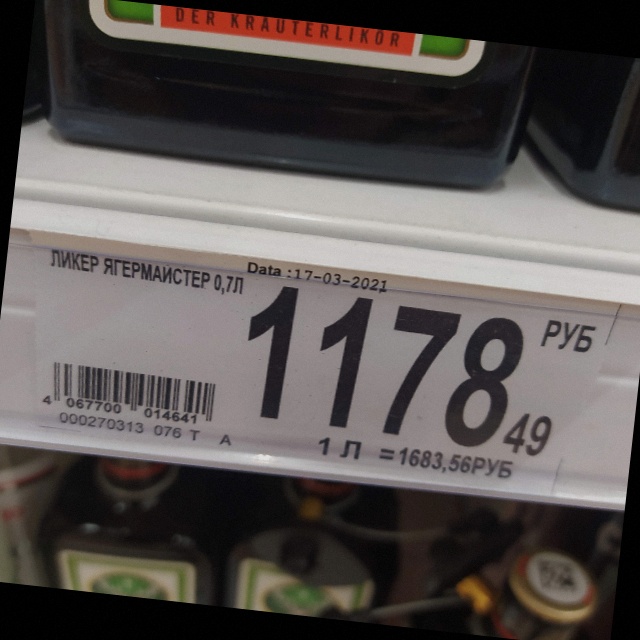 DER KRÄUTERLIKÖR
ЛИКЕР ЯГЕРМАЙСТЕР 0,7Л
Data :17-03-2021
1178 49 РУБ
4 067700 014641
000270313 076 Т А
1 Л =1683,56РУБ